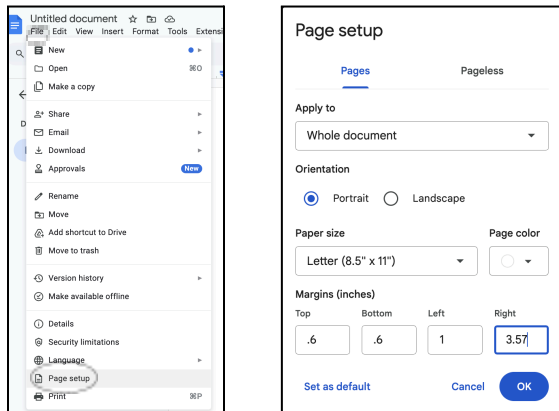 Untitled document
File Edit View Insert Format Tools Extensi
New
Open ⌘O
Make a copy
Share
Email
Download
Approvals New
Rename
Move
Add shortcut to Drive
Move to trash
Version history
Make available offline
Details
Security limitations
Language
Page setup
Print ⌘P
Page setup
Pages Pageless
Apply to
Whole document
Orientation
Portrait Landscape
Paper size Page color
Letter (8.5" x 11")
Margins (inches)
Top Bottom Left Right
.6 .6 1 3.57
Set as default Cancel OK